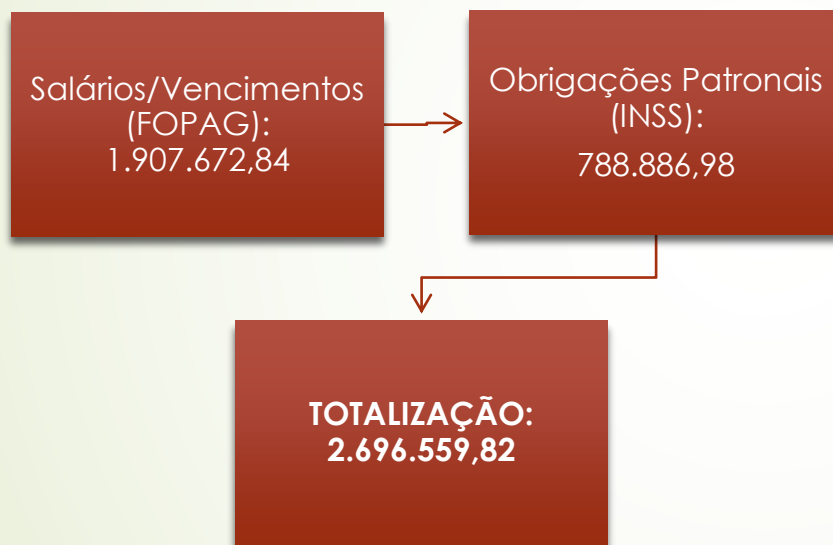 Salários/Vencimentos
(FOPAG):
1.907.672,84
Obrigações Patronais
(INSS):
788.886,98
TOTALIZAÇÃO:
2.696.559,82